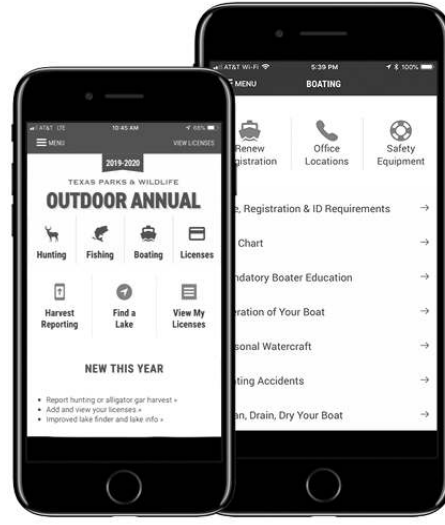 AT&T LTE 10:45 AM 68%
MENU VIEW LICENSES
2019-2020
TEXAS PARKS & WILDLIFE
OUTDOOR ANNUAL
Hunting Fishing Boating Licenses
Harvest Find a View My
Reporting Lake Licenses
NEW THIS YEAR
• Report hunting or alligator gar harvest »
• Add and view your licenses »
• Improved lake finder and lake info »
AT&T Wi-Fi 5:39 PM 100%
MENU BOATING
Renew Office Safety
gistration Locations Equipment
e, Registration & ID Requirements →
Chart →
ndatory Boater Education →
eration of Your Boat →
sonal Watercraft →
ting Accidents →
an, Drain, Dry Your Boat →